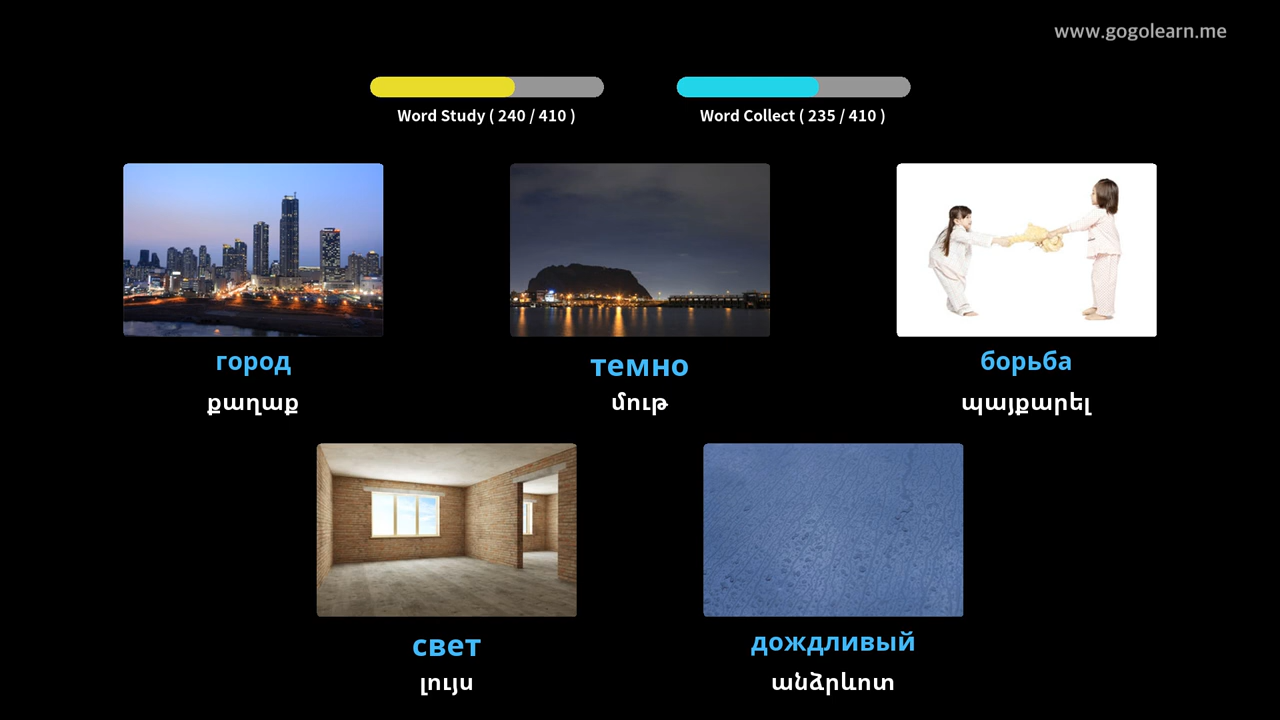 www.gogolearn.me
Word Study ( 240 / 410 )
Word Collect ( 235 / 410 )
город
քաղաք
темно
մութ
борьба
պայքարել
свет
լույս
дождливый
անձրևոտ